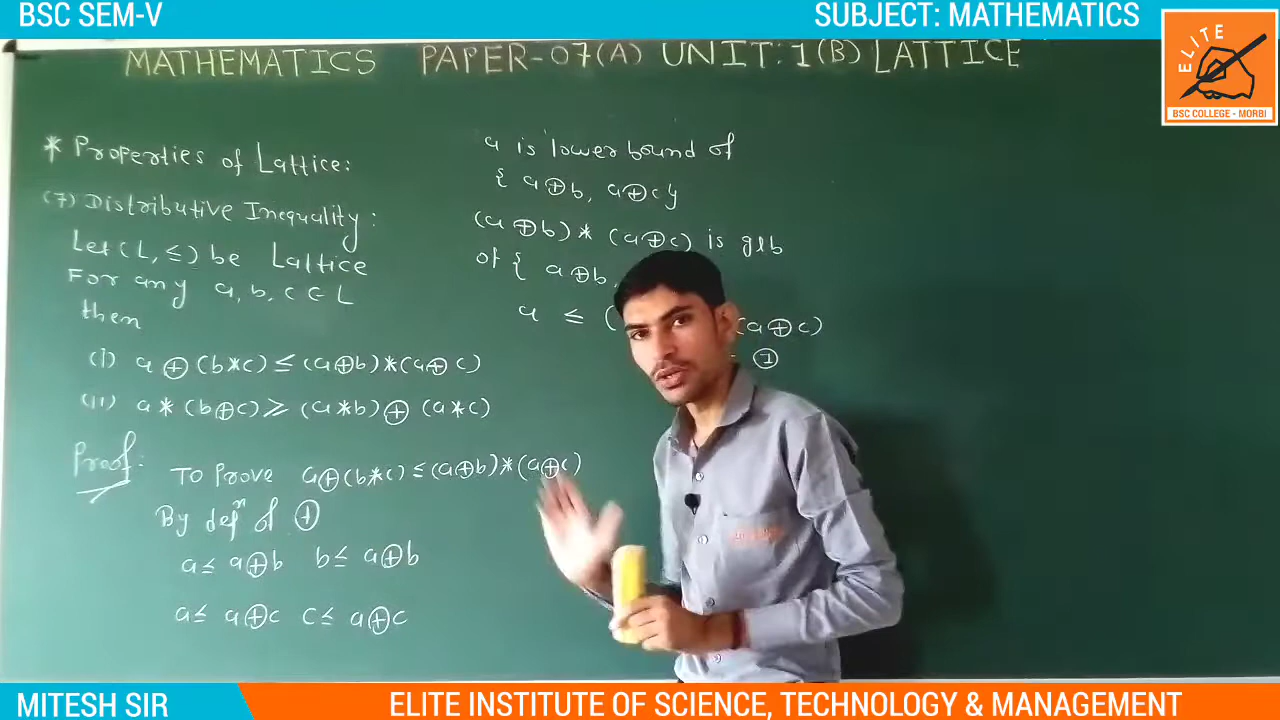 BSC SEM-V
SUBJECT: MATHEMATICS
ELITE
BSC COLLEGE - MORBI
MATHEMATICS PAPER-07(A) UNIT:1(B) LATTICE
* Properties of Lattice:
(7) Distributive Inequality:
Let (L, ≤) be Lattice
For any a, b, c ∈ L
then
(i) a ⊕ (b*c) ≤ (a⊕b)*(a⊕ c)
(ii) a * (b⊕c) ≥ (a*b) ⊕ (a*c)
Proof:
To Prove a⊕(b*c) ≤ (a⊕b)*(a⊕c)
By defⁿ of ⊕
a ≤ a⊕b b ≤ a⊕b
a ≤ a⊕c c ≤ a⊕c
a is lower bound of
{ a⊕b, a⊕c}
(a⊕b) * (a⊕c) is glb
of { a⊕b,
a ≤ ( (a⊕c)
- ①
MITESH SIR
ELITE INSTITUTE OF SCIENCE, TECHNOLOGY & MANAGEMENT